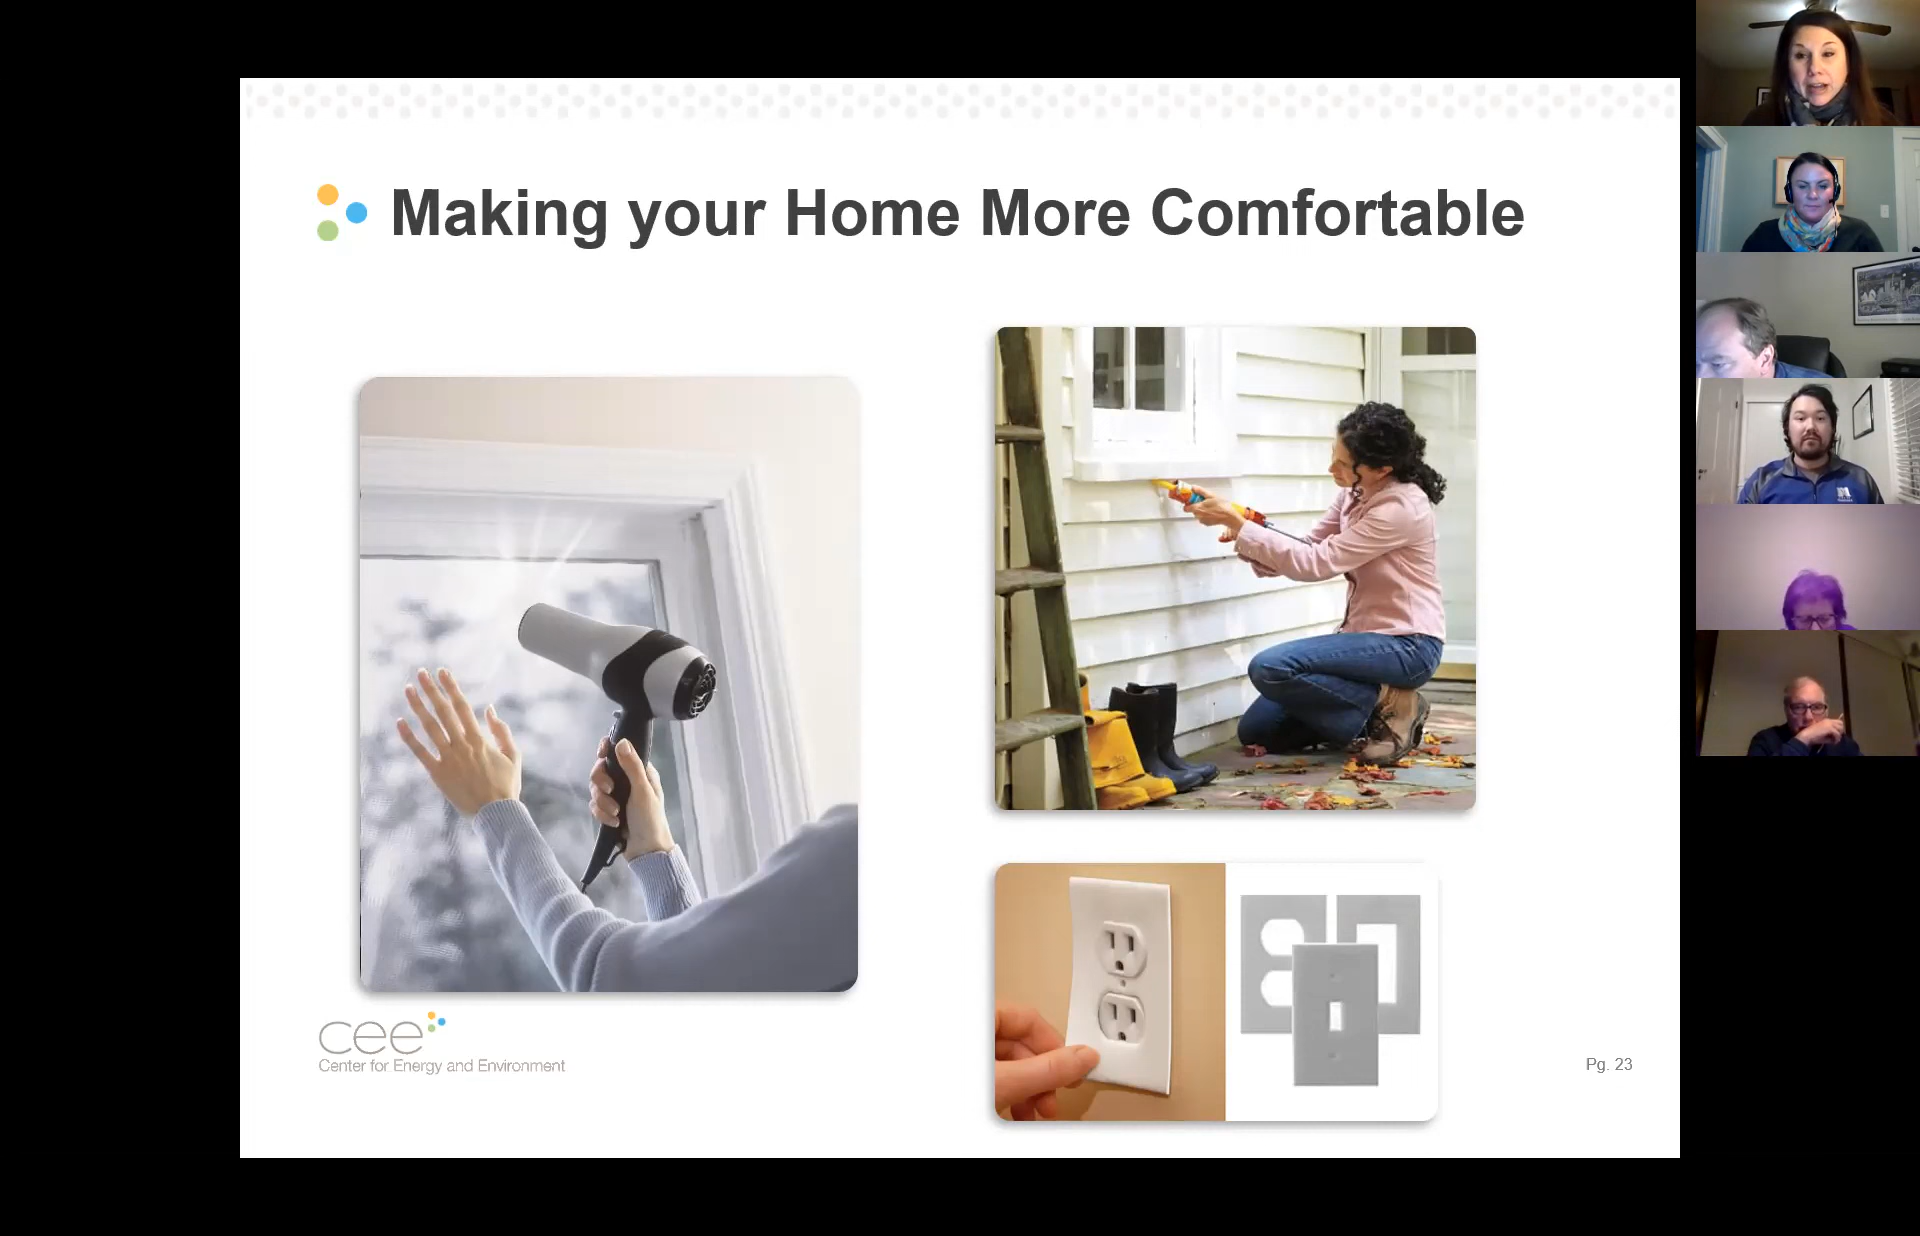 Making your Home More Comfortable
cee
Center for Energy and Environment
Pg. 23